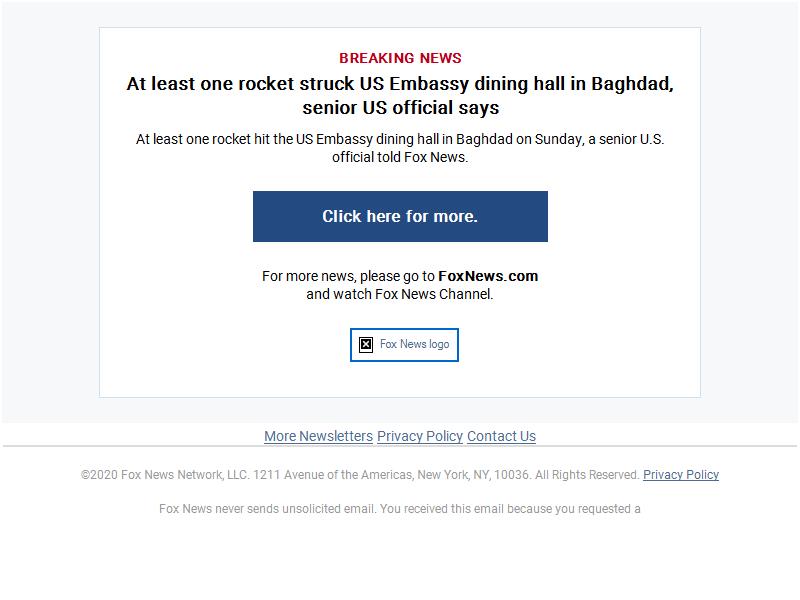 BREAKING NEWS
At least one rocket struck US Embassy dining hall in Baghdad,
senior US official says
At least one rocket hit the US Embassy dining hall in Baghdad on Sunday, a senior U.S.
official told Fox News.
Click here for more.
For more news, please go to FoxNews.com
and watch Fox News Channel.
Fox News logo
More Newsletters Privacy Policy Contact Us
©2020 Fox News Network, LLC. 1211 Avenue of the Americas, New York, NY, 10036. All Rights Reserved. Privacy Policy
Fox News never sends unsolicited email. You received this email because you requested a